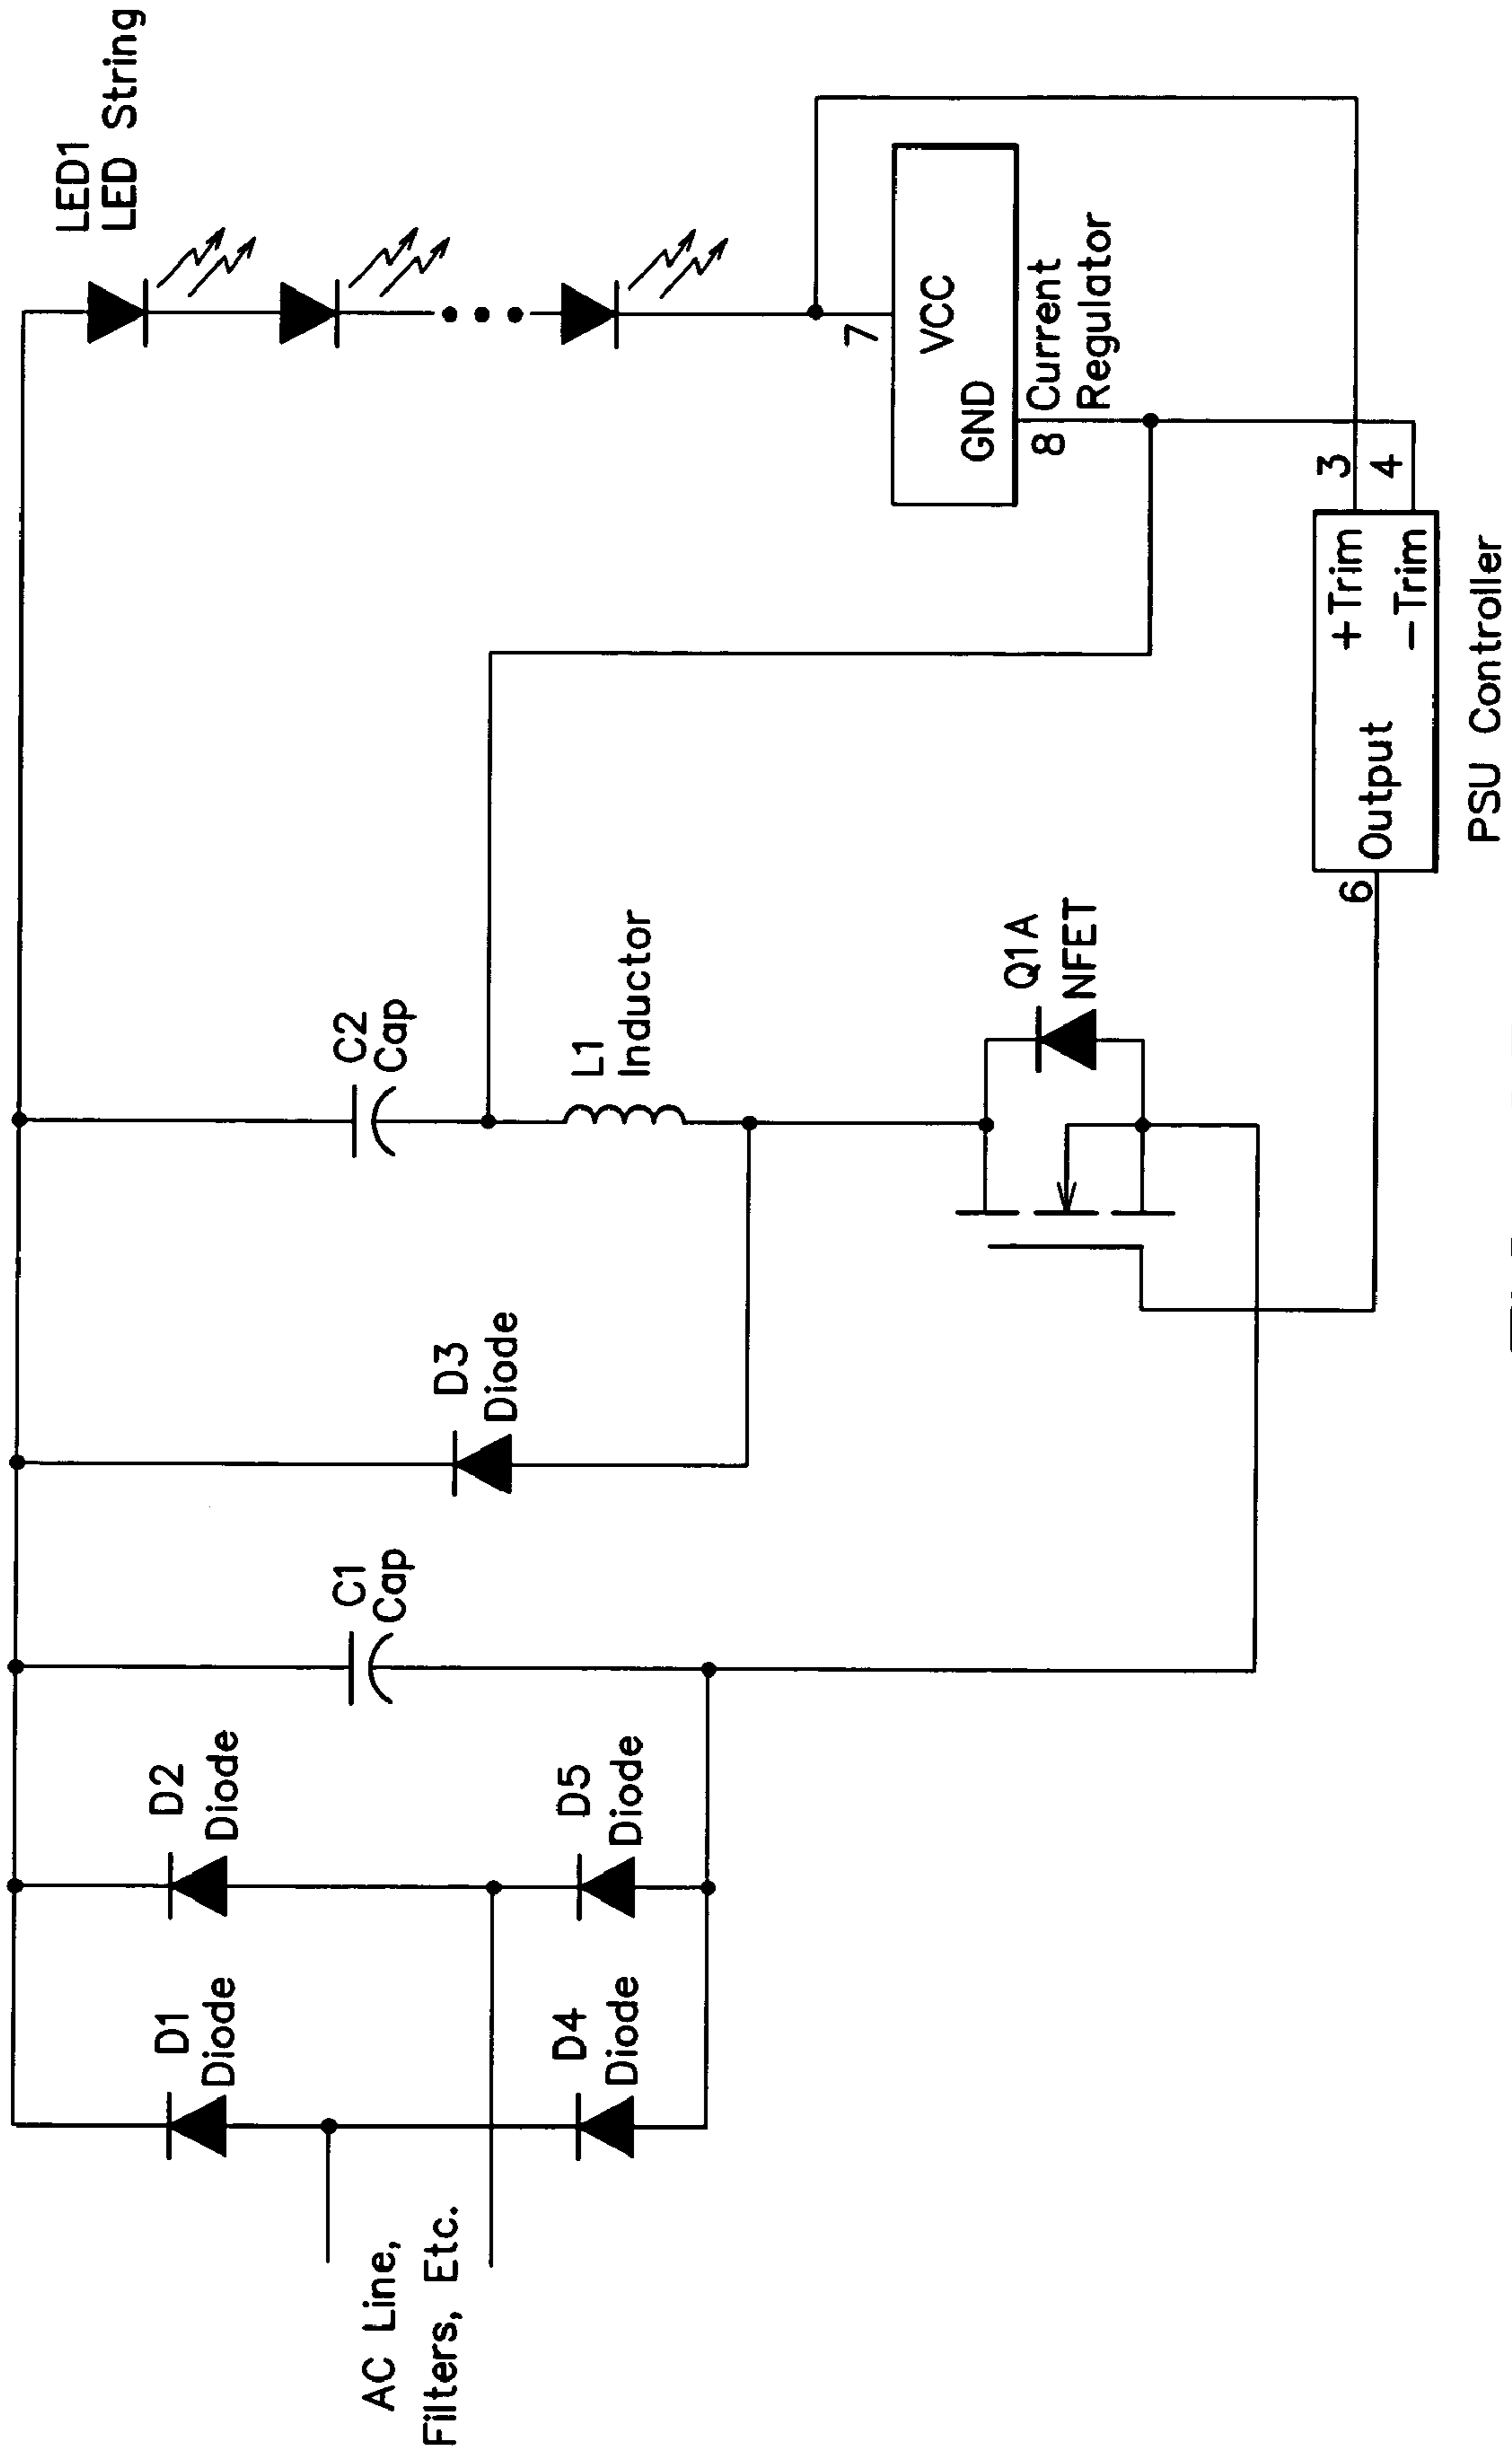 AC Line,
Filters, Etc.
D1
Diode
D2
Diode
D4
Diode
D5
Diode
C1
Cap
D3
Diode
C2
Cap
L1
Inductor
Q1A
NFET
LED1
LED String
7
VCC
GND
8
Current
Regulator
3
4
+Trim
−Trim
Output
6
PSU Controller